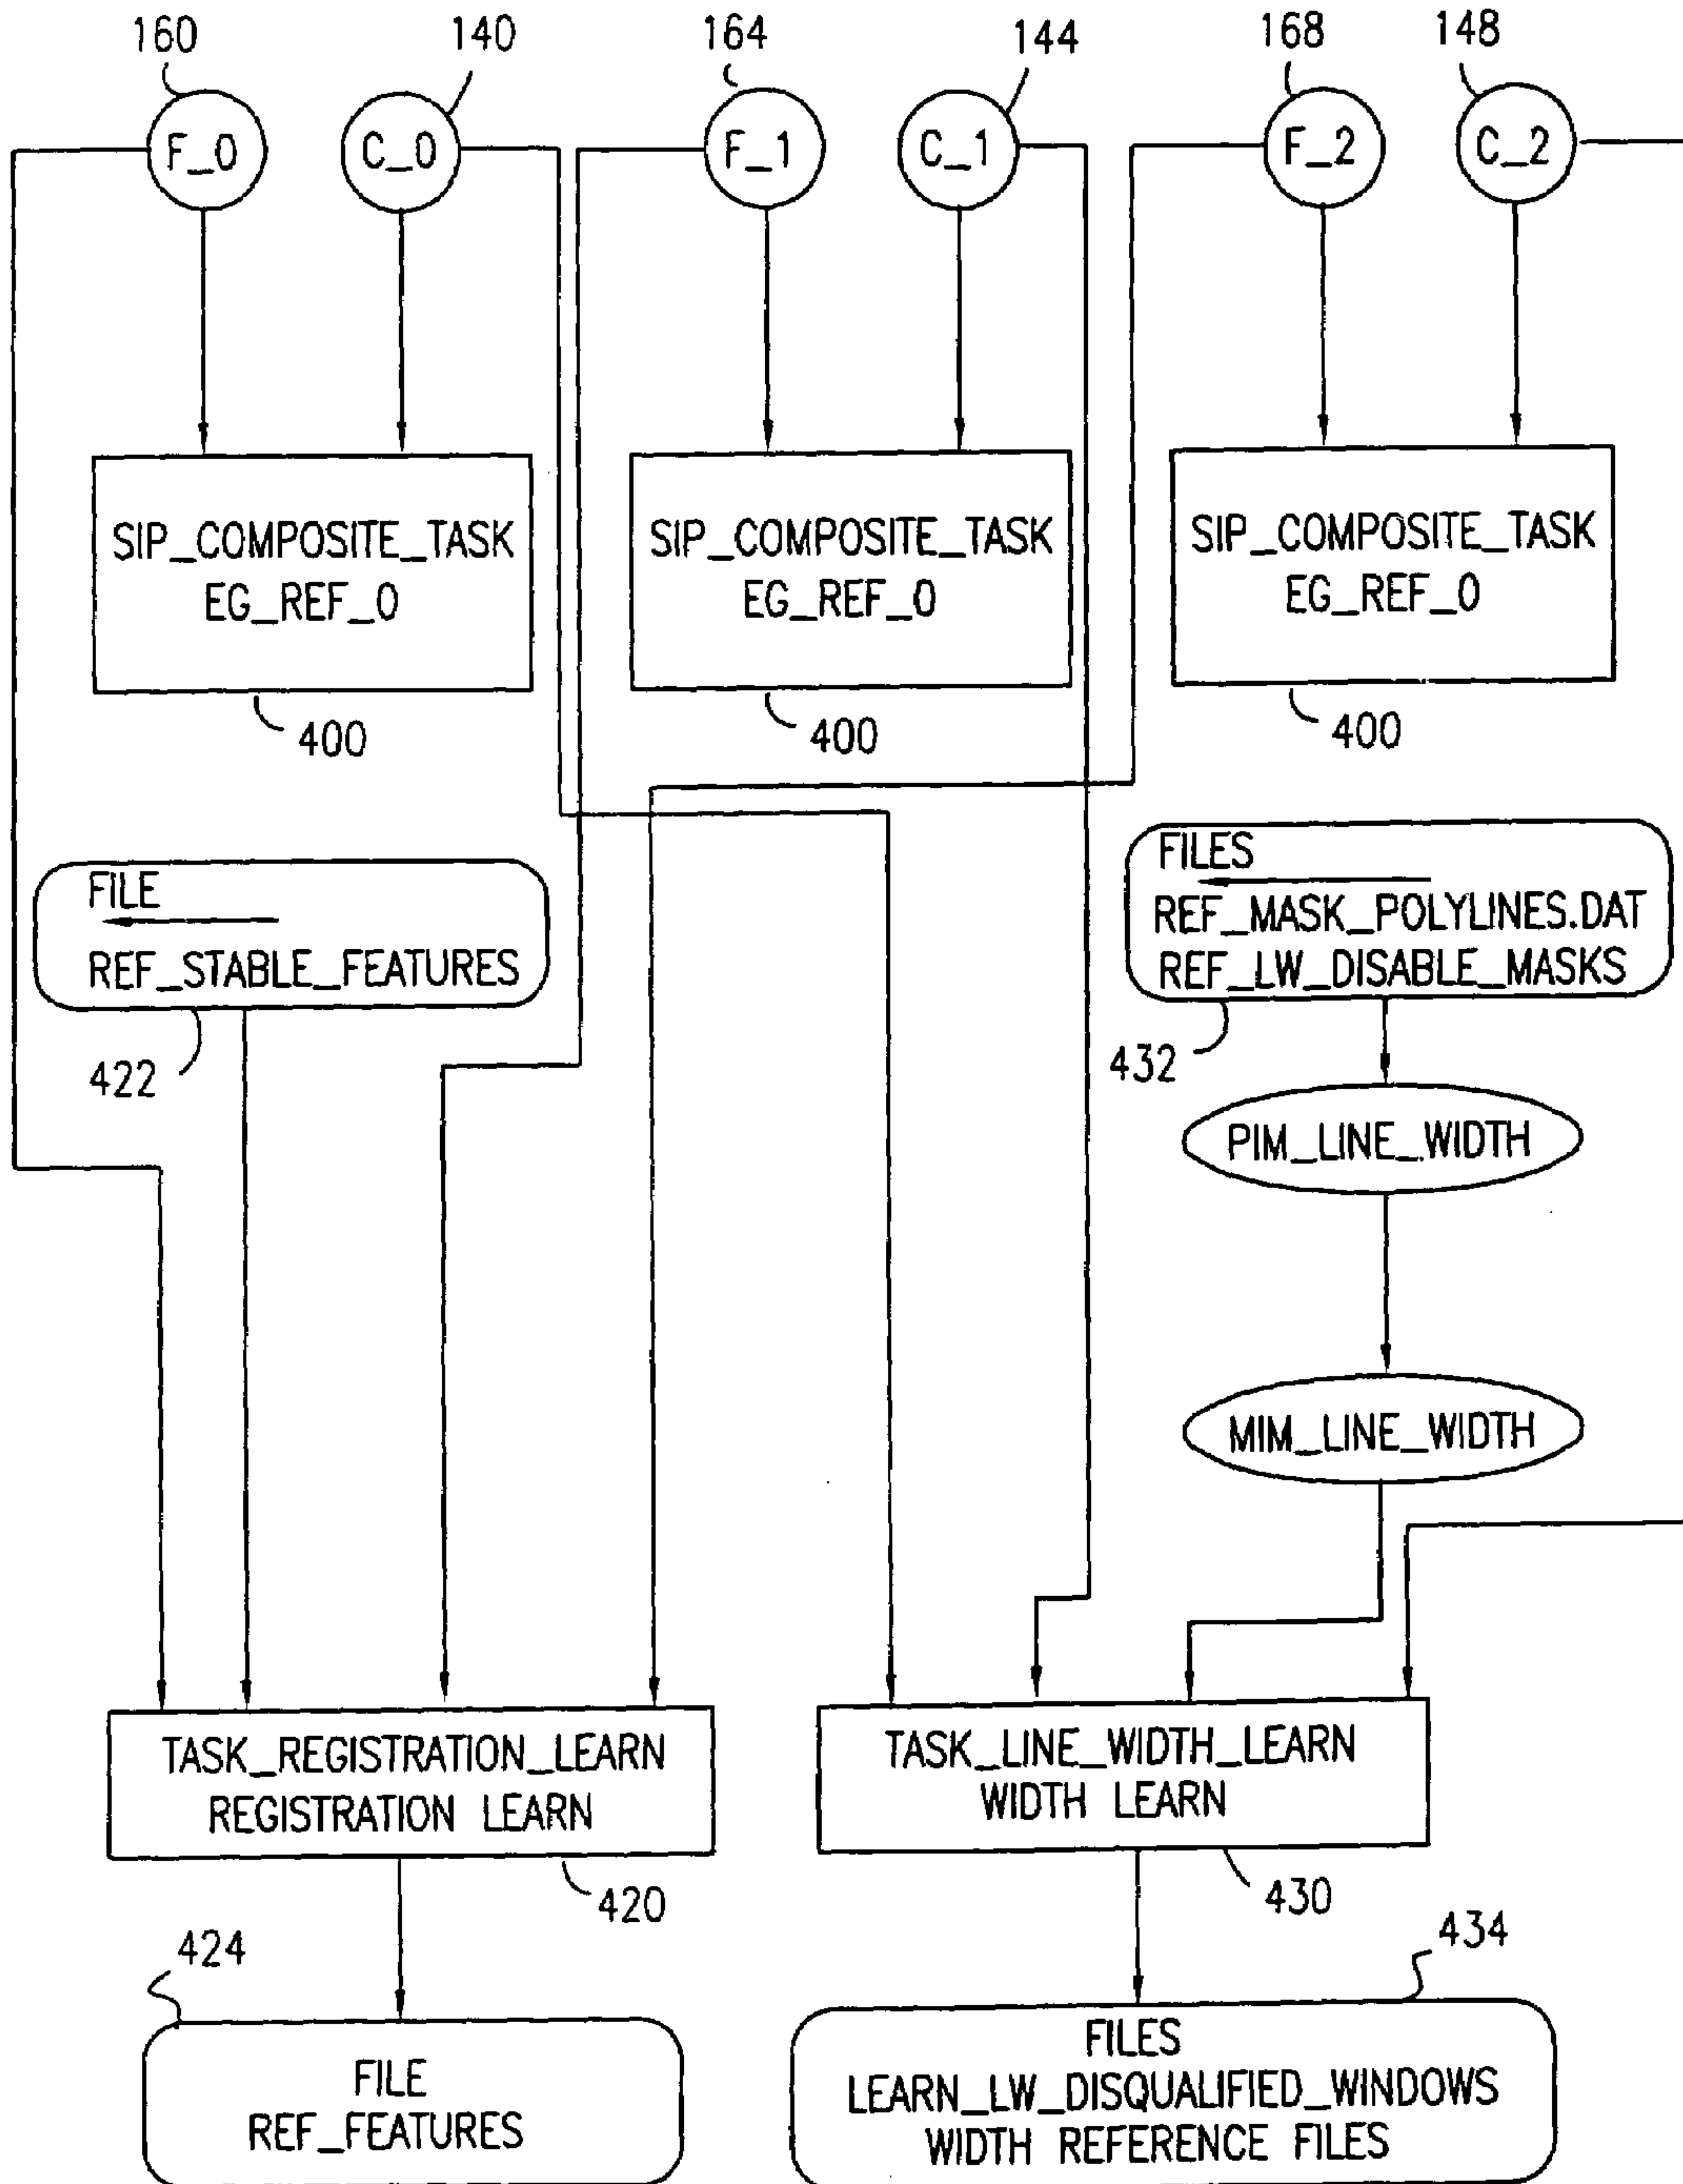 160
140
164
144
168
148
F_0
C_0
F_1
C_1
F_2
C_2
SIP_COMPOSITE_TASK
EG_REF_0
400
SIP_COMPOSITE_TASK
EG_REF_0
400
SIP_COMPOSITE_TASK
EG_REF_0
400
FILE
REF_STABLE_FEATURES
422
FILES
REF_MASK_POLYLINES.DAT
REF_LW_DISABLE_MASKS
432
PIM_LINE_WIDTH
MIM_LINE_WIDTH
TASK_REGISTRATION_LEARN
REGISTRATION LEARN
420
TASK_LINE_WIDTH_LEARN
WIDTH LEARN
430
424
FILE
REF_FEATURES
434
FILES
LEARN_LW_DISQUALIFIED_WINDOWS
WIDTH REFERENCE FILES